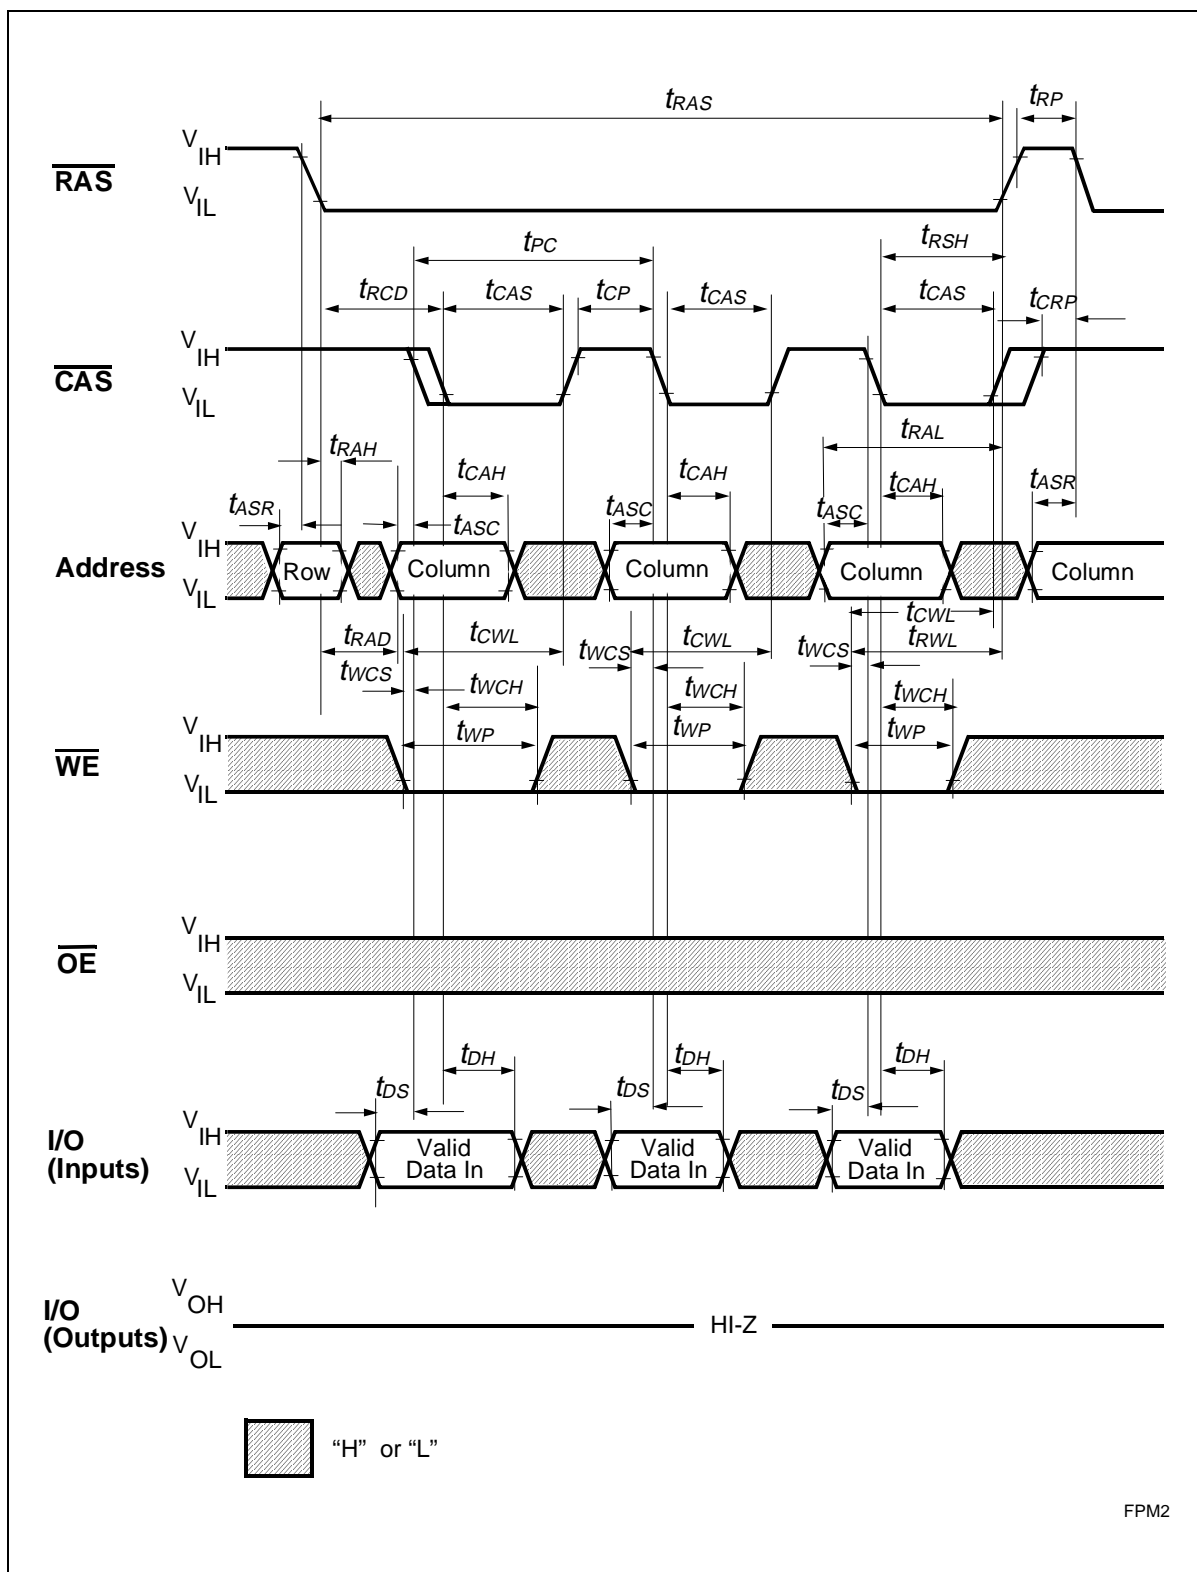 tRAS
tRP
RAS
VIH
VIL
tPC
tRSH
tRCD
tCAS
tCP
tCAS
tCAS
tCRP
CAS
VIH
VIL
tRAH
tRAL
tCAH
tCAH
tCAH
tASR
tASR
tASC
tASC
tASC
Address
VIH
VIL
Row
Column
Column
Column
Column
tRAD
tCWL
tCWL
tCWL
tWCS
tWCS
tWCS
tRWL
tWCH
tWCH
tWCH
tWP
tWP
tWP
WE
VIH
VIL
OE
VIH
VIL
tDH
tDH
tDH
tDS
tDS
tDS
I/O
(Inputs)
VIH
VIL
Valid
Data In
Valid
Data In
Valid
Data In
I/O
(Outputs)
VOH
VOL
HI-Z
“H” or “L”
FPM2